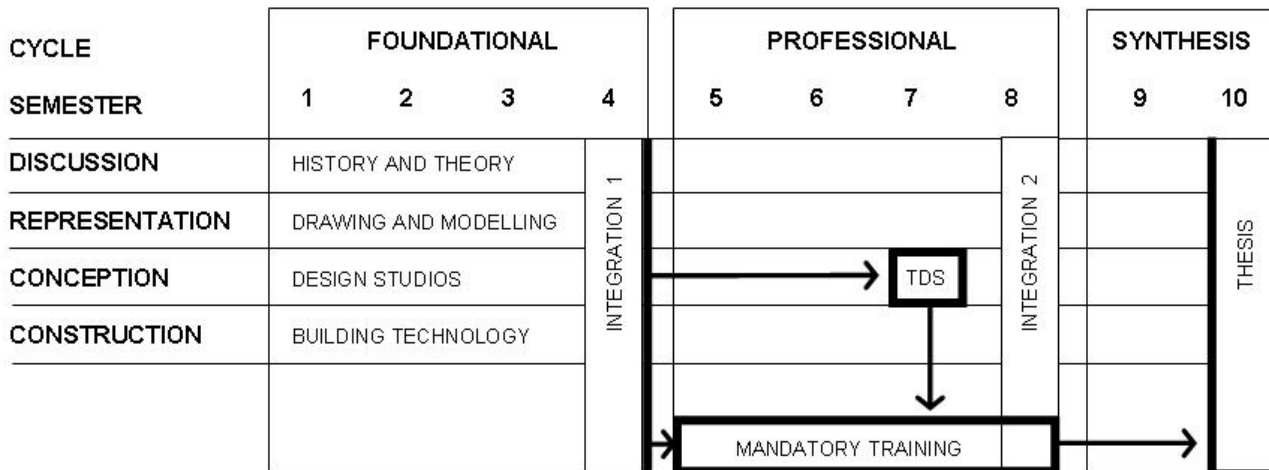 CYCLE FOUNDATIONAL PROFESSIONAL SYNTHESIS
SEMESTER 1 2 3 4 5 6 7 8 9 10
DISCUSSION HISTORY AND THEORY
REPRESENTATION DRAWING AND MODELLING
CONCEPTION DESIGN STUDIOS TDS
CONSTRUCTION BUILDING TECHNOLOGY
INTEGRATION 1
INTEGRATION 2
THESIS
MANDATORY TRAINING